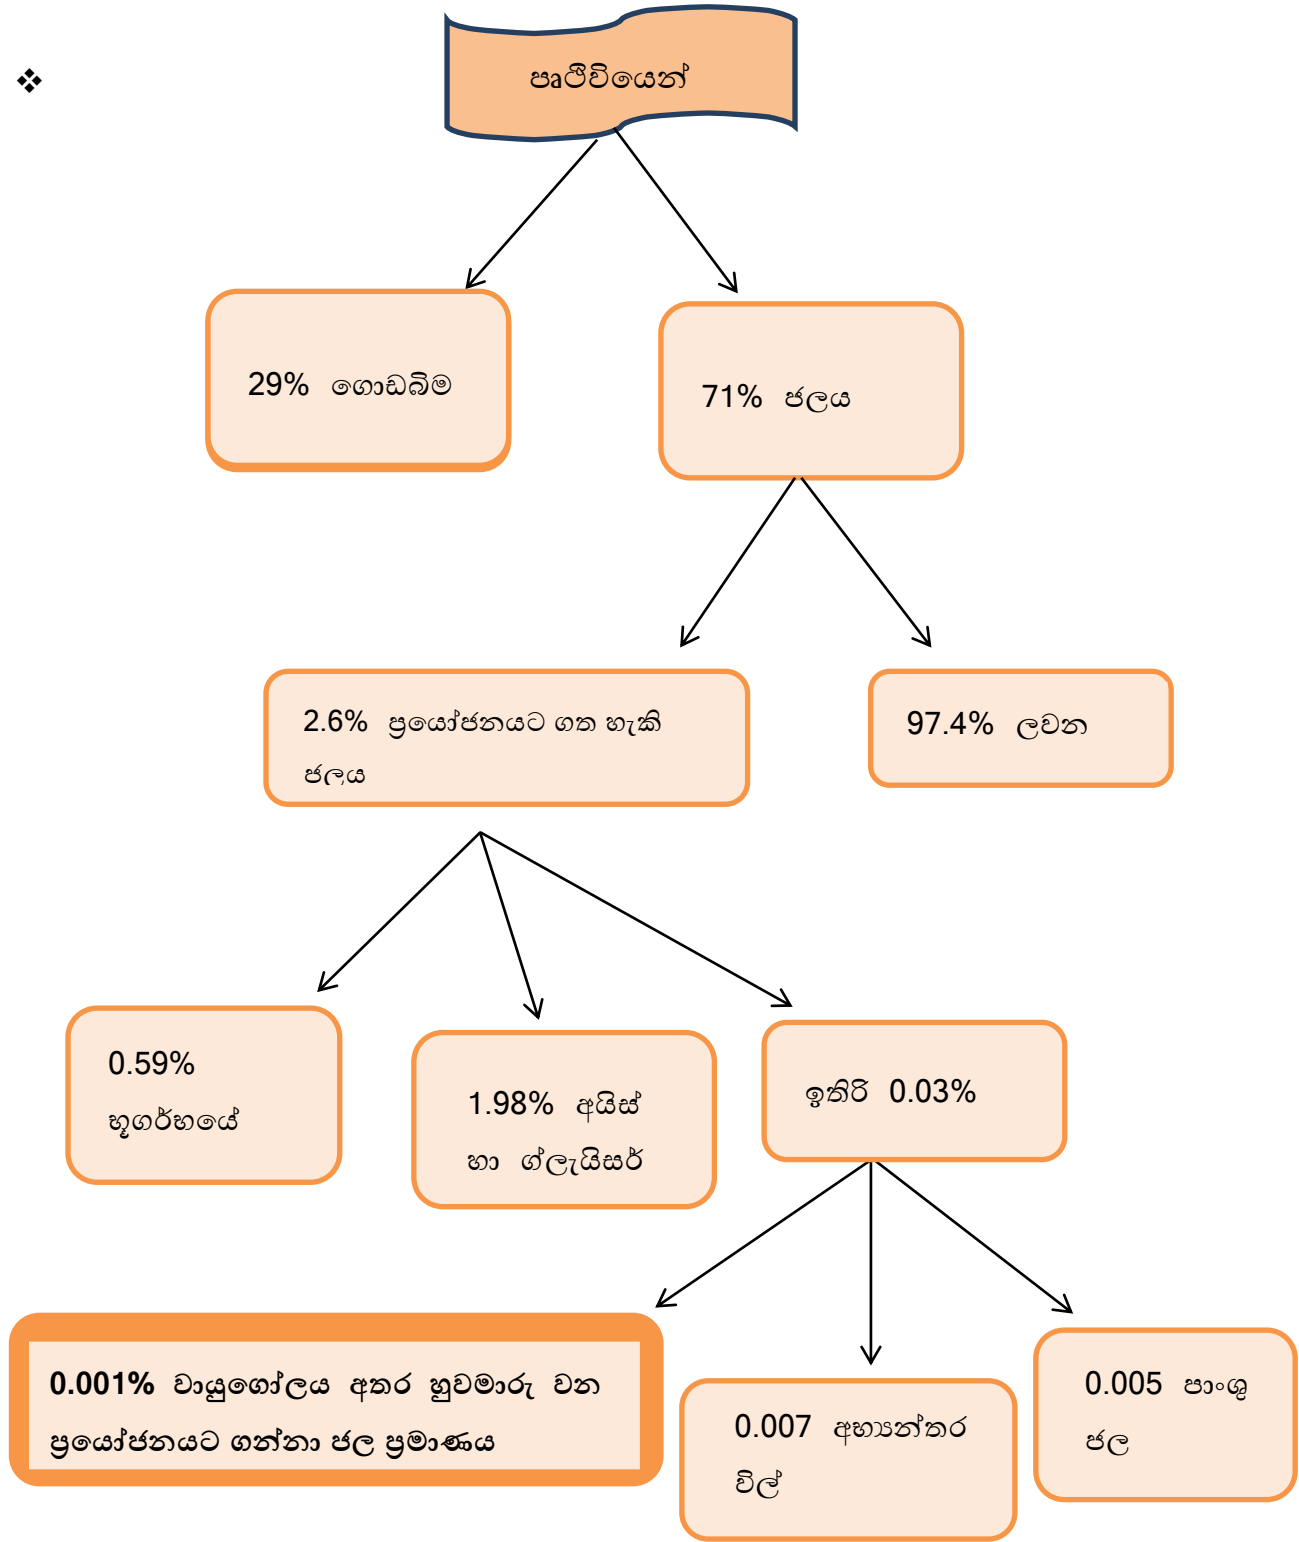 ❖
පෘථිවියෙන්
29% ගොඩබිම
71% ජලය
2.6% ප්‍රයෝජනයට ගත හැකි
ජලය
97.4% ලවන
0.59%
භූගර්භයේ
1.98% අයිස්
හා ග්ලැයිසර්
ඉතිරි 0.03%
0.001% වායුගෝලය අතර හුවමාරු වන
ප්‍රයෝජනයට ගන්නා ජල ප්‍රමාණය
0.007 අභ්‍යන්තර
විල්
0.005 පාංශු
ජල